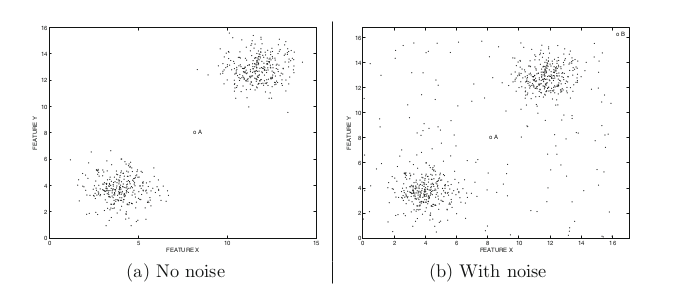 16
14
12
10
8
6
4
2
0
FEATURE Y
A
0 5 10 15
FEATURE X
(a) No noise
16
14
12
10
8
6
4
2
0
FEATURE Y
B
A
0 2 4 6 8 10 12 14 16
FEATURE X
(b) With noise